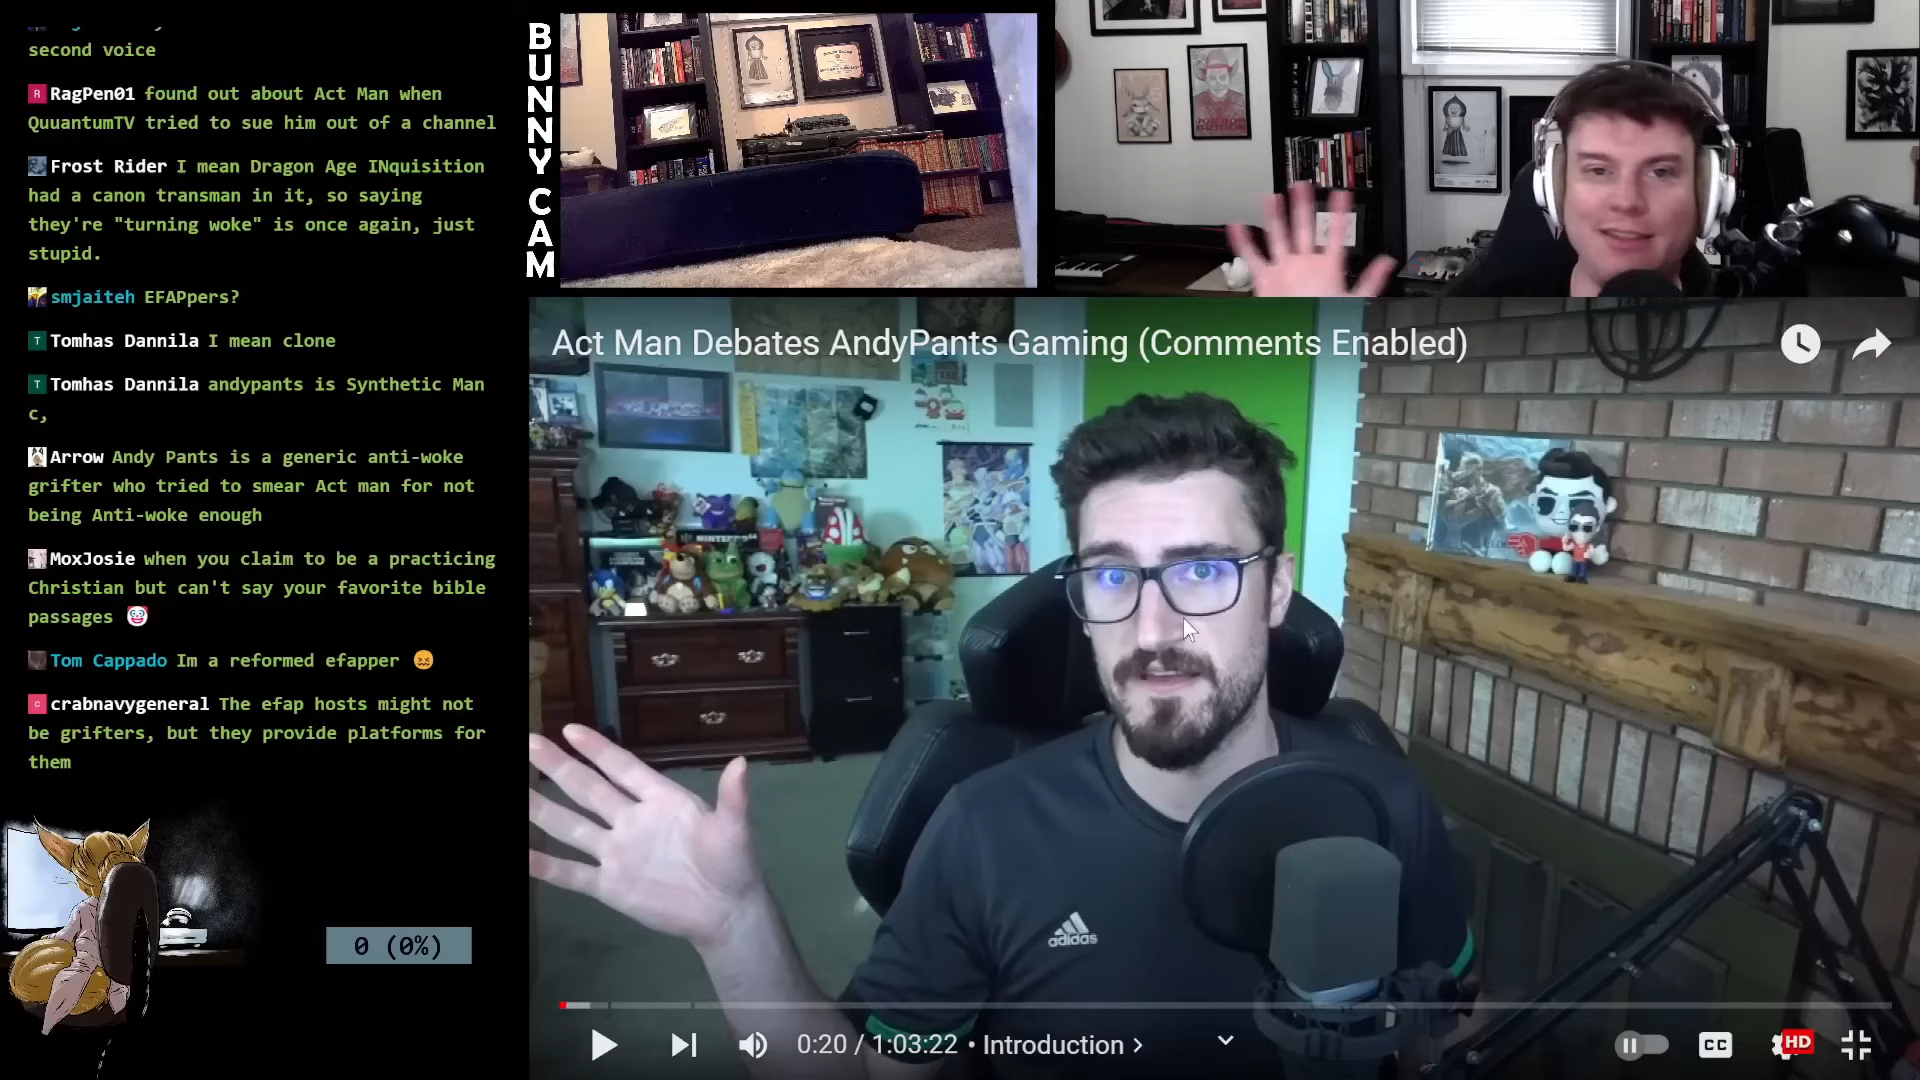 second voice
R RagPen01 found out about Act Man when
QuuantumTV tried to sue him out of a channel
Frost Rider I mean Dragon Age INquisition
had a canon transman in it, so saying
they're "turning woke" is once again, just
stupid.
smjaiteh EFAPpers?
T Tomhas Dannila I mean clone
T Tomhas Dannila andypants is Synthetic Man
c,
Arrow Andy Pants is a generic anti-woke
grifter who tried to smear Act man for not
being Anti-woke enough
MoxJosie when you claim to be a practicing
Christian but can't say your favorite bible
passages 🤡
Tom Cappado Im a reformed efapper 😖
c crabnavygeneral The efap hosts might not
be grifters, but they provide platforms for
them
0 (0%)
BUNNY CAM
Act Man Debates AndyPants Gaming (Comments Enabled)
NINTENDO
adidas
0:20 / 1:03:22 • Introduction >
CC
HD